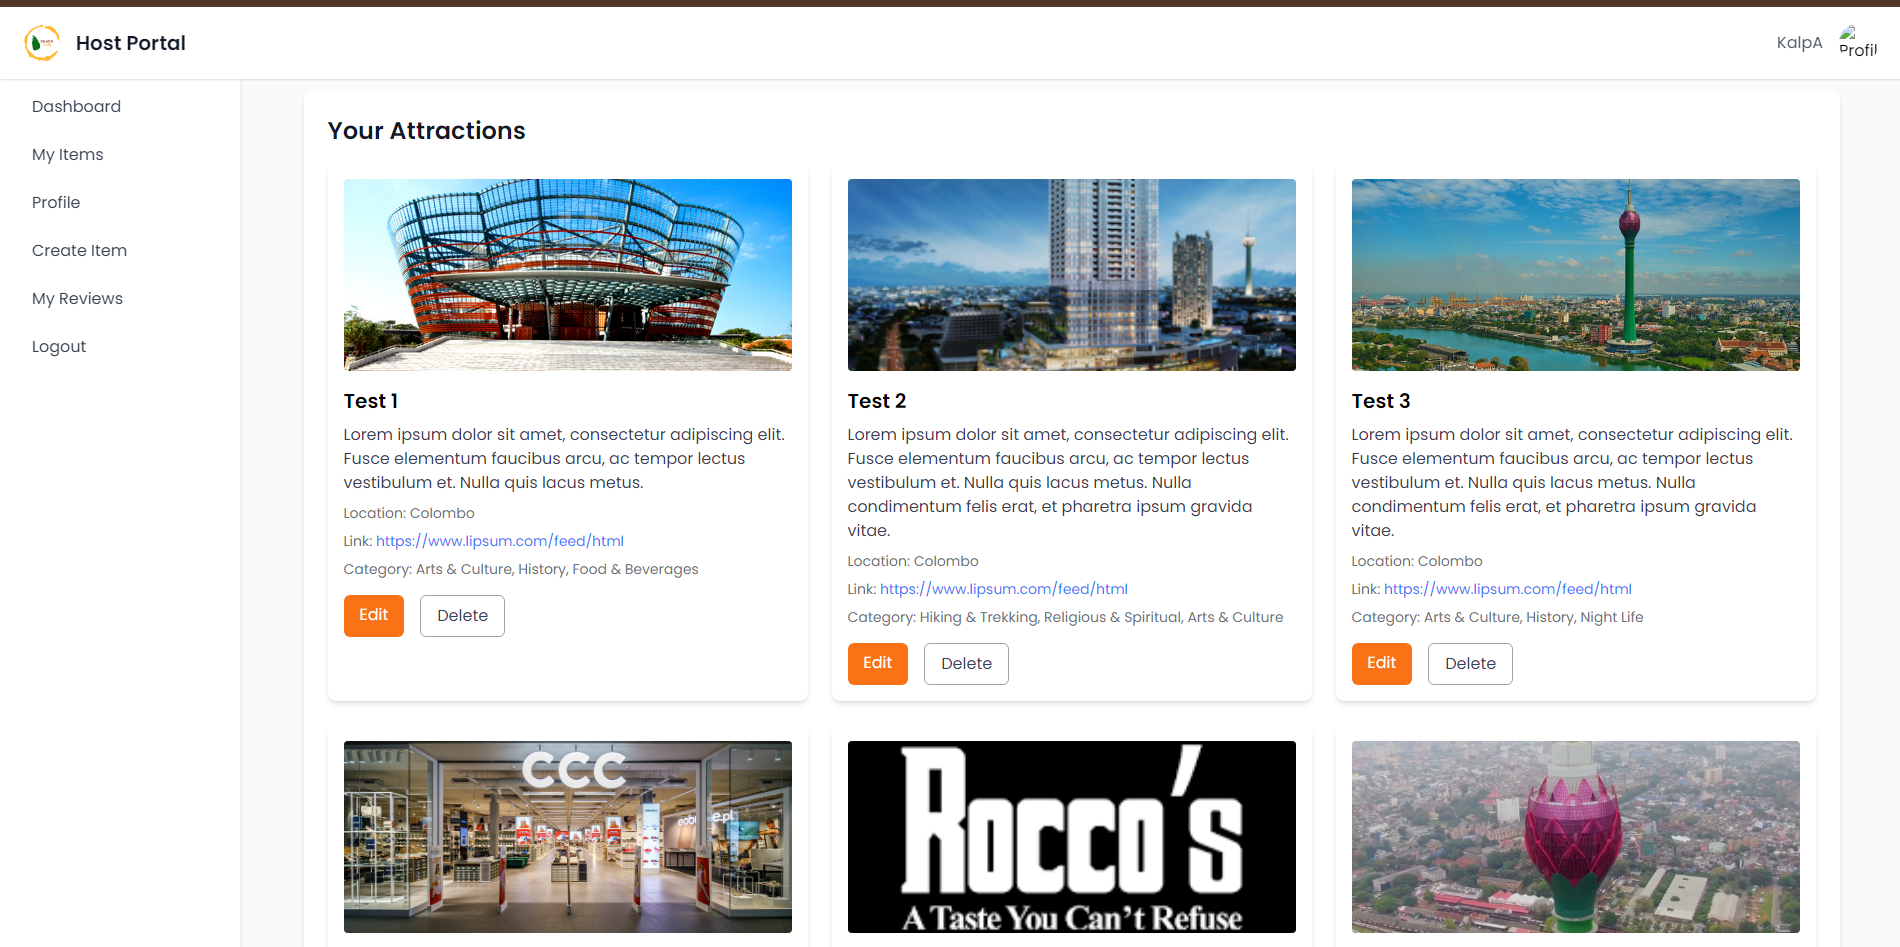 Host Portal
KalpA
Profil
Dashboard
My Items
Profile
Create Item
My Reviews
Logout
Your Attractions
Test 1
Lorem ipsum dolor sit amet, consectetur adipiscing elit.
Fusce elementum faucibus arcu, ac tempor lectus
vestibulum et. Nulla quis lacus metus.
Location: Colombo
Link: https://www.lipsum.com/feed/html
Category: Arts & Culture, History, Food & Beverages
Edit
Delete
Test 2
Lorem ipsum dolor sit amet, consectetur adipiscing elit.
Fusce elementum faucibus arcu, ac tempor lectus
vestibulum et. Nulla quis lacus metus. Nulla
condimentum felis erat, et pharetra ipsum gravida
vitae.
Location: Colombo
Link: https://www.lipsum.com/feed/html
Category: Hiking & Trekking, Religious & Spiritual, Arts & Culture
Edit
Delete
Test 3
Lorem ipsum dolor sit amet, consectetur adipiscing elit.
Fusce elementum faucibus arcu, ac tempor lectus
vestibulum et. Nulla quis lacus metus. Nulla
condimentum felis erat, et pharetra ipsum gravida
vitae.
Location: Colombo
Link: https://www.lipsum.com/feed/html
Category: Arts & Culture, History, Night Life
Edit
Delete
CCC
Rocco's
A Taste You Can't Refuse